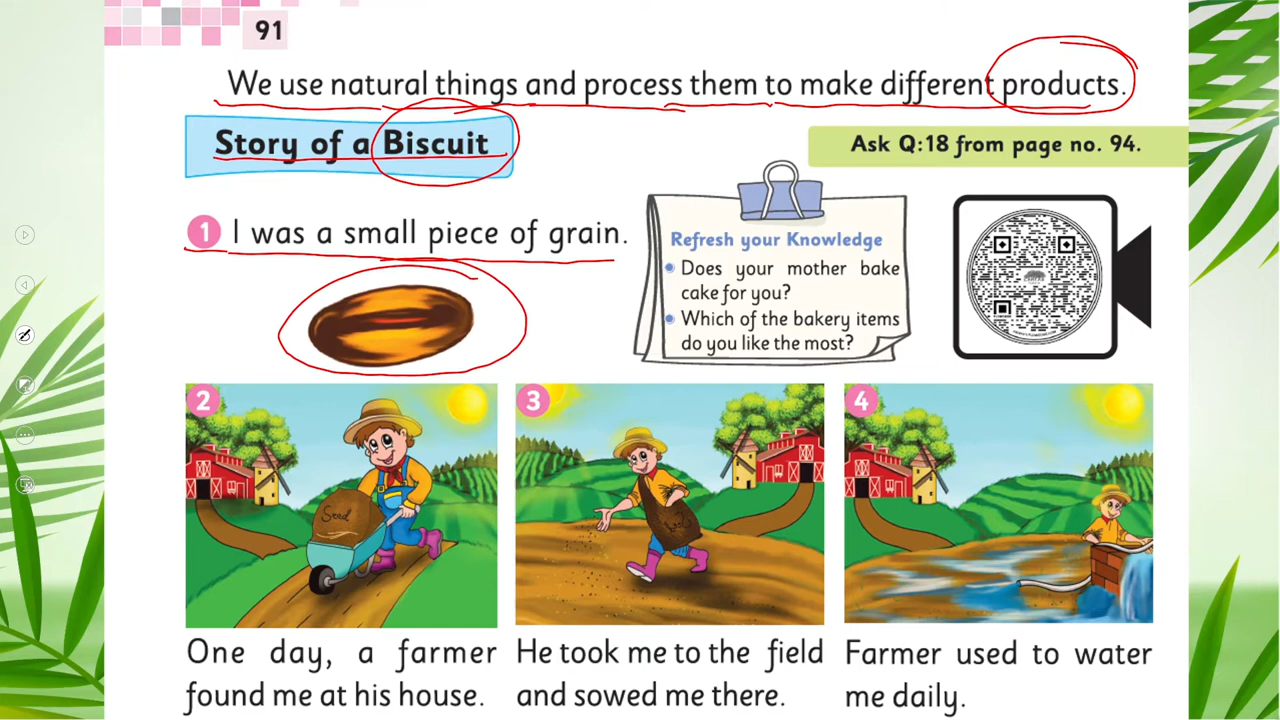 91
We use natural things and process them to make different products.
Story of a Biscuit
Ask Q:18 from page no. 94.
1 I was a small piece of grain.
Refresh your Knowledge
Does your mother bake
cake for you?
Which of the bakery items
do you like the most?
2
Seed
One day, a farmer
found me at his house.
3
He took me to the field
and sowed me there.
4
Farmer used to water
me daily.